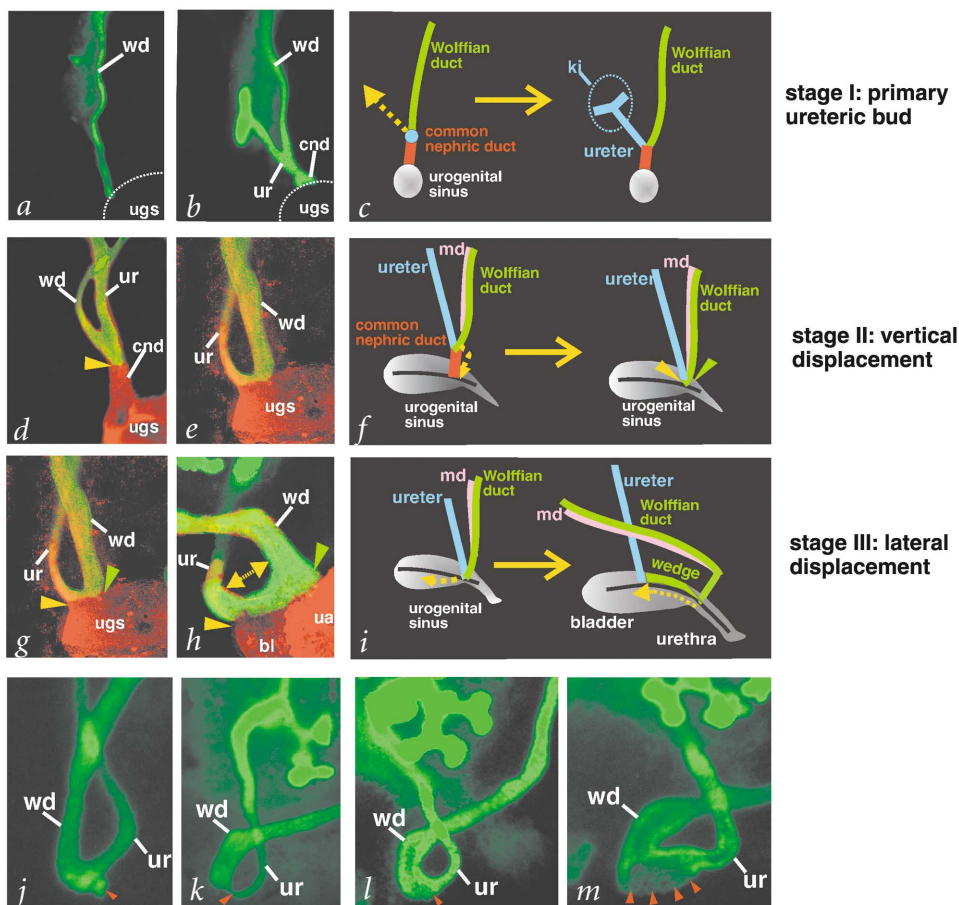 wd
ugs
a
wd
cnd
ur
ugs
b
Wolffian
duct
common
nephric duct
urogenital
sinus
ki
Wolffian
duct
ureter
c
stage I: primary
ureteric bud
wd
ur
cnd
ugs
d
wd
ur
ugs
e
ureter
md
Wolffian
duct
common
nephric duct
urogenital
sinus
ureter
md
Wolffian
duct
urogenital
sinus
f
stage II: vertical
displacement
wd
ur
ugs
g
wd
ur
ua
bl
h
md
Wolffian
duct
ureter
urogenital
sinus
ureter
md
Wolffian
duct
wedge
bladder
urethra
i
stage III: lateral
displacement
wd
ur
j
wd
ur
k
wd
ur
l
wd
ur
m